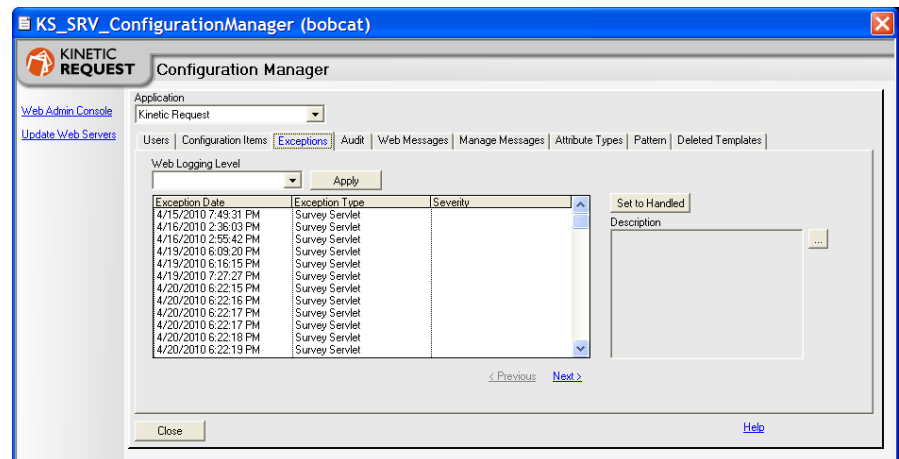 KS_SRV_ConfigurationManager (bobcat)
KINETIC
REQUEST
Configuration Manager
Web Admin Console
Update Web Servers
Application
Kinetic Request
Users Configuration Items Exceptions Audit Web Messages Manage Messages Attribute Types Pattern Deleted Templates
Web Logging Level
Apply
Exception Date Exception Type Severity
4/15/2010 7:49:31 PM Survey Servlet
4/16/2010 2:36:03 PM Survey Servlet
4/16/2010 2:55:42 PM Survey Servlet
4/19/2010 6:09:20 PM Survey Servlet
4/19/2010 6:16:15 PM Survey Servlet
4/19/2010 7:27:27 PM Survey Servlet
4/20/2010 6:22:15 PM Survey Servlet
4/20/2010 6:22:16 PM Survey Servlet
4/20/2010 6:22:17 PM Survey Servlet
4/20/2010 6:22:17 PM Survey Servlet
4/20/2010 6:22:18 PM Survey Servlet
4/20/2010 6:22:19 PM Survey Servlet
Set to Handled
Description
...
< Previous Next >
Close
Help